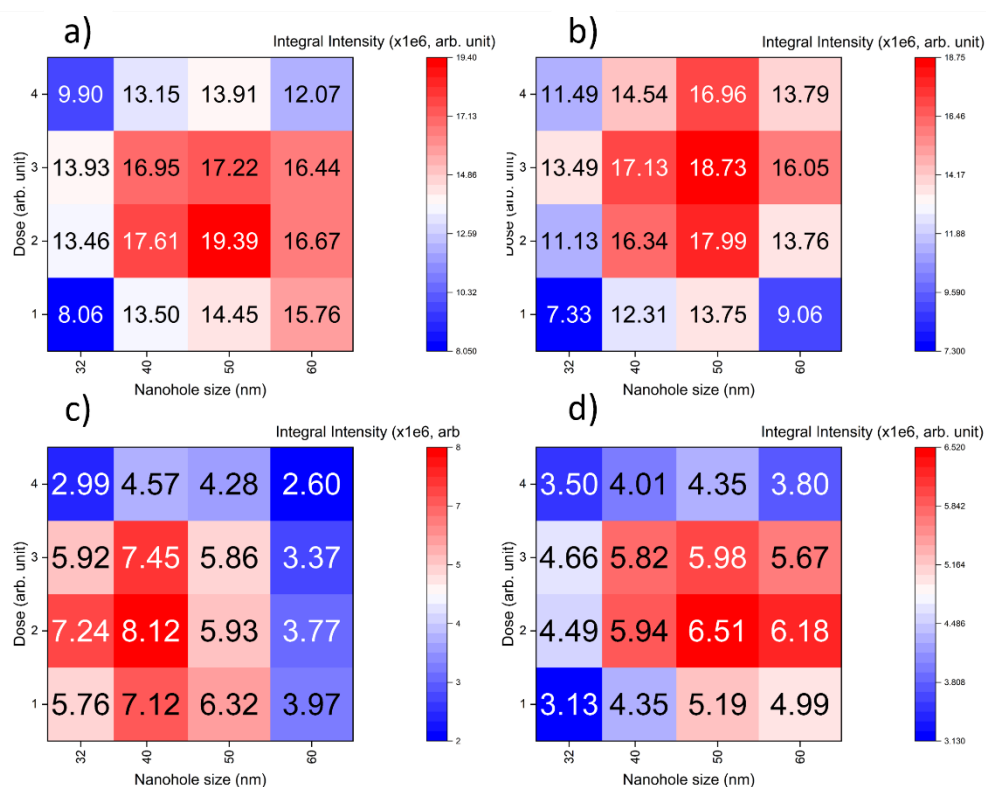 a)
Integral Intensity (x1e6, arb. unit)
Dose (arb. unit)
4 9.90 13.15 13.91 12.07
3 13.93 16.95 17.22 16.44
2 13.46 17.61 19.39 16.67
1 8.06 13.50 14.45 15.76
32 40 50 60
Nanohole size (nm)
19.40
17.13
14.86
12.59
10.32
8.050
b)
Integral Intensity (x1e6, arb. unit)
Dose (arb. unit)
4 11.49 14.54 16.96 13.79
3 13.49 17.13 18.73 16.05
2 11.13 16.34 17.99 13.76
1 7.33 12.31 13.75 9.06
32 40 50 60
Nanohole size (nm)
18.75
16.46
14.17
11.88
9.590
7.300
c)
Integral Intensity (x1e6, arb
Dose (arb. unit)
4 2.99 4.57 4.28 2.60
3 5.92 7.45 5.86 3.37
2 7.24 8.12 5.93 3.77
1 5.76 7.12 6.32 3.97
32 40 50 60
Nanohole size (nm)
8
7
5
4
3
2
d)
Integral Intensity (x1e6, arb. unit)
Dose (arb. unit)
4 3.50 4.01 4.35 3.80
3 4.66 5.82 5.98 5.67
2 4.49 5.94 6.51 6.18
1 3.13 4.35 5.19 4.99
32 40 50 60
Nanohole size (nm)
6.520
5.842
5.164
4.486
3.808
3.130